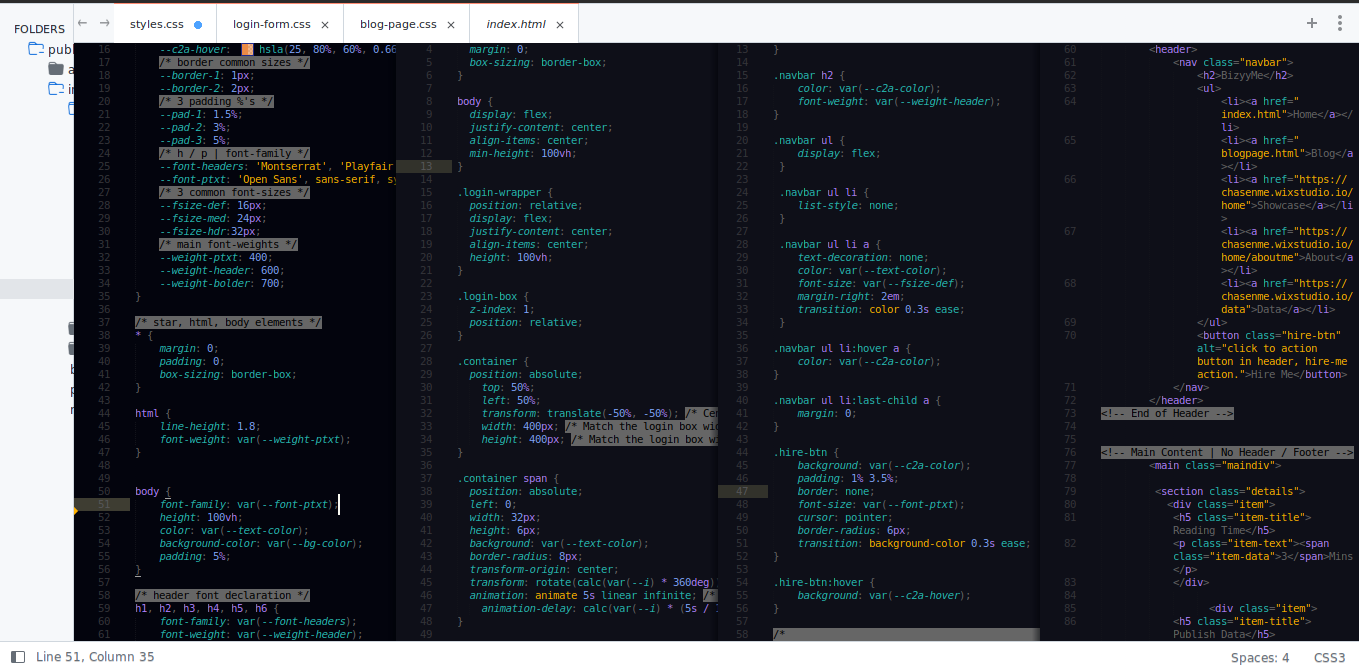 FOLDERS
publ
a
in
styles.css
login-form.css ×
blog-page.css ×
index.html ×
16 --c2a-hover: hsla(25, 80%, 60%, 0.66
17 /* border common sizes */
18 --border-1: 1px;
19 --border-2: 2px;
20 /* 3 padding %'s */
21 --pad-1: 1.5%;
22 --pad-2: 3%;
23 --pad-3: 5%;
24 /* h / p | font-family */
25 --font-headers: 'Montserrat', 'Playfair
26 --font-ptxt: 'Open Sans', sans-serif, sy
27 /* 3 common font-sizes */
28 --fsize-def: 16px;
29 --fsize-med: 24px;
30 --fsize-hdr:32px;
31 /* main font-weights */
32 --weight-ptxt: 400;
33 --weight-header: 600;
34 --weight-bolder: 700;
35 }
36
37 /* star, html, body elements */
38 * {
39 margin: 0;
40 padding: 0;
41 box-sizing: border-box;
42 }
43
44 html {
45 line-height: 1.8;
46 font-weight: var(--weight-ptxt);
47 }
48
49
50 body {
51 font-family: var(--font-ptxt);
52 height: 100vh;
53 color: var(--text-color);
54 background-color: var(--bg-color);
55 padding: 5%;
56 }
57
58 /* header font declaration */
59 h1, h2, h3, h4, h5, h6 {
60 font-family: var(--font-headers);
61 font-weight: var(--weight-header);
4 margin: 0;
5 box-sizing: border-box;
6 }
7
8 body {
9 display: flex;
10 justify-content: center;
11 align-items: center;
12 min-height: 100vh;
13 }
14
15 .login-wrapper {
16 position: relative;
17 display: flex;
18 justify-content: center;
19 align-items: center;
20 height: 100vh;
21 }
22
23 .login-box {
24 z-index: 1;
25 position: relative;
26 }
27
28 .container {
29 position: absolute;
30 top: 50%;
31 left: 50%;
32 transform: translate(-50%, -50%); /* Cen
33 width: 400px; /* Match the login box wid
34 height: 400px; /* Match the login box wi
35 }
36
37 .container span {
38 position: absolute;
39 left: 0;
40 width: 32px;
41 height: 6px;
42 background: var(--text-color);
43 border-radius: 8px;
44 transform-origin: center;
45 transform: rotate(calc(var(--i) * 360deg)
46 animation: animate 5s linear infinite; /*
47 animation-delay: calc(var(--i) * (5s /
48 }
49
13 }
14
15 .navbar h2 {
16 color: var(--c2a-color);
17 font-weight: var(--weight-header);
18 }
19
20 .navbar ul {
21 display: flex;
22 }
23
24 .navbar ul li {
25 list-style: none;
26 }
27
28 .navbar ul li a {
29 text-decoration: none;
30 color: var(--text-color);
31 font-size: var(--fsize-def);
32 margin-right: 2em;
33 transition: color 0.3s ease;
34 }
35
36 .navbar ul li:hover a {
37 color: var(--c2a-color);
38 }
39
40 .navbar ul li:last-child a {
41 margin: 0;
42 }
43
44 .hire-btn {
45 background: var(--c2a-color);
46 padding: 1% 3.5%;
47 border: none;
48 font-size: var(--font-ptxt);
49 cursor: pointer;
50 border-radius: 6px;
51 transition: background-color 0.3s ease;
52 }
53
54 .hire-btn:hover {
55 background: var(--c2a-hover);
56 }
57
58 /*
60 <header>
61 <nav class="navbar">
62 <h2>BizyyMe</h2>
63 <ul>
64 <li><a href="
index.html">Home</a></
li>
65 <li><a href="
blogpage.html">Blog</a
></li>
66 <li><a href="https://
chasenme.wixstudio.io/
home">Showcase</a></li
>
67 <li><a href="https://
chasenme.wixstudio.io/
home/aboutme">About</a
></li>
68 <li><a href="https://
chasenme.wixstudio.io/
data">Data</a></li>
69 </ul>
70 <button class="hire-btn"
alt="click to action
button in header, hire-me
action.">Hire Me</button>
71 </nav>
72 </header>
73 <!-- End of Header -->
74
75
76 <!-- Main Content | No Header / Footer -->
77 <main class="maindiv">
78
79 <section class="details">
80 <div class="item">
81 <h5 class="item-title">
Reading Time</h5>
82 <p class="item-text"><span
class="item-data">3</span>Mins
</p>
83 </div>
84
85 <div class="item">
86 <h5 class="item-title">
Publish Data</h5>
Line 51, Column 35
Spaces: 4
CSS3